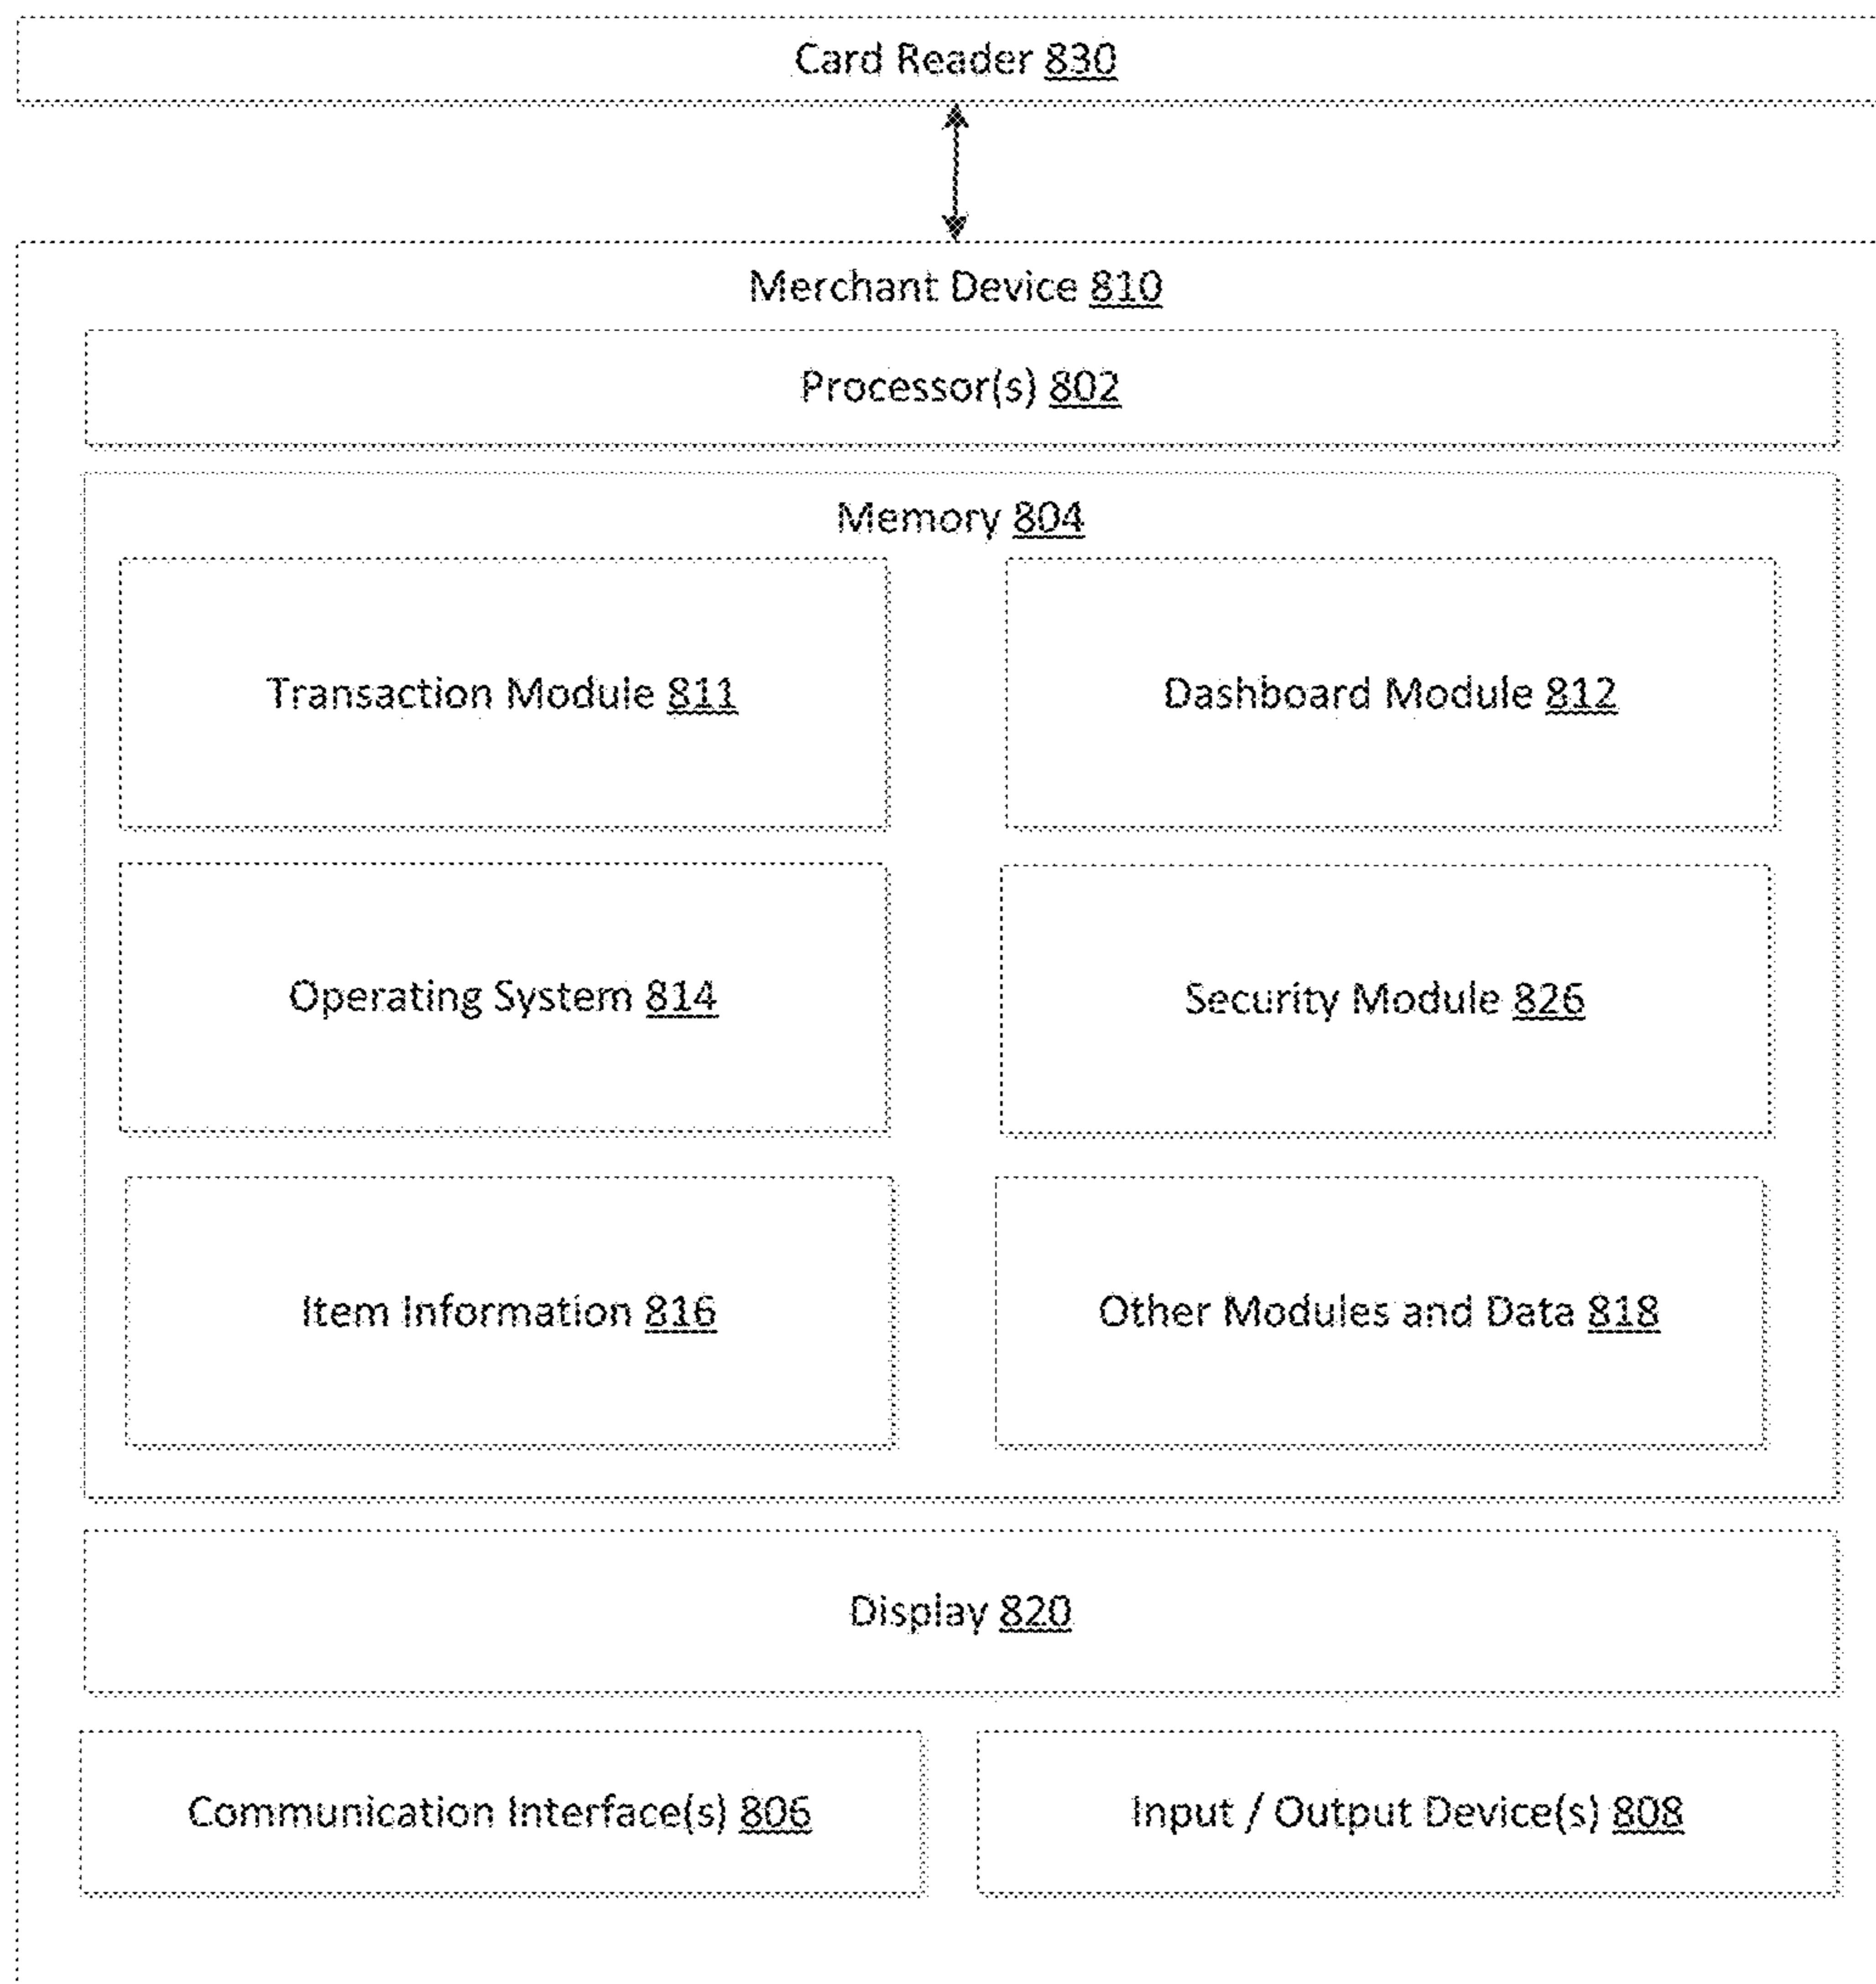 Card Reader 830
Merchant Device 810
Processor(s) 802
Memory 804
Transaction Module 811
Dashboard Module 812
Operating System 814
Security Module 826
Item Information 816
Other Modules and Data 818
Display 820
Communication Interface(s) 806
Input / Output Device(s) 808